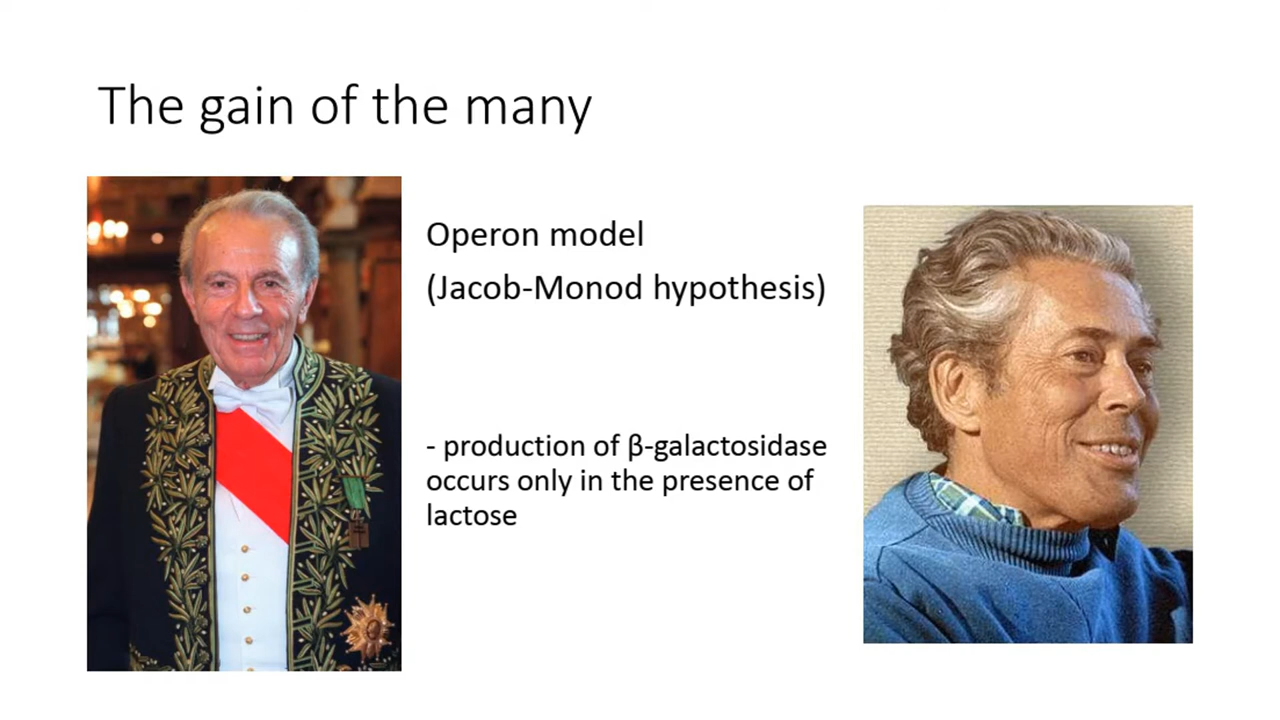 The gain of the many
Operon model
(Jacob-Monod hypothesis)
- production of β-galactosidase
occurs only in the presence of
lactose